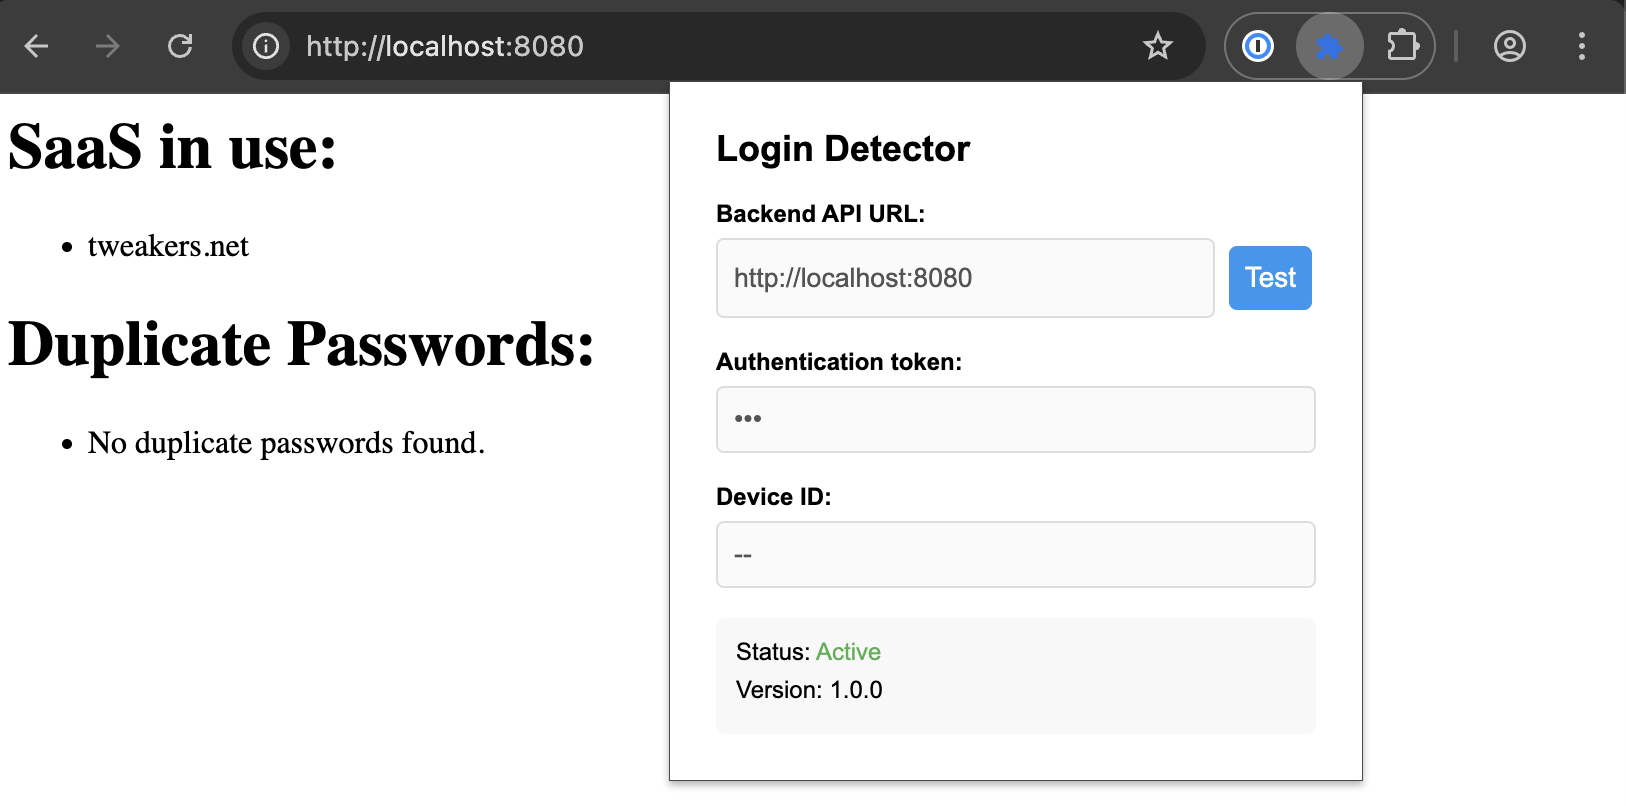 http://localhost:8080
SaaS in use:
• tweakers.net
Duplicate Passwords:
• No duplicate passwords found.
Login Detector
Backend API URL:
http://localhost:8080
Test
Authentication token:
•••
Device ID:
--
Status: Active
Version: 1.0.0